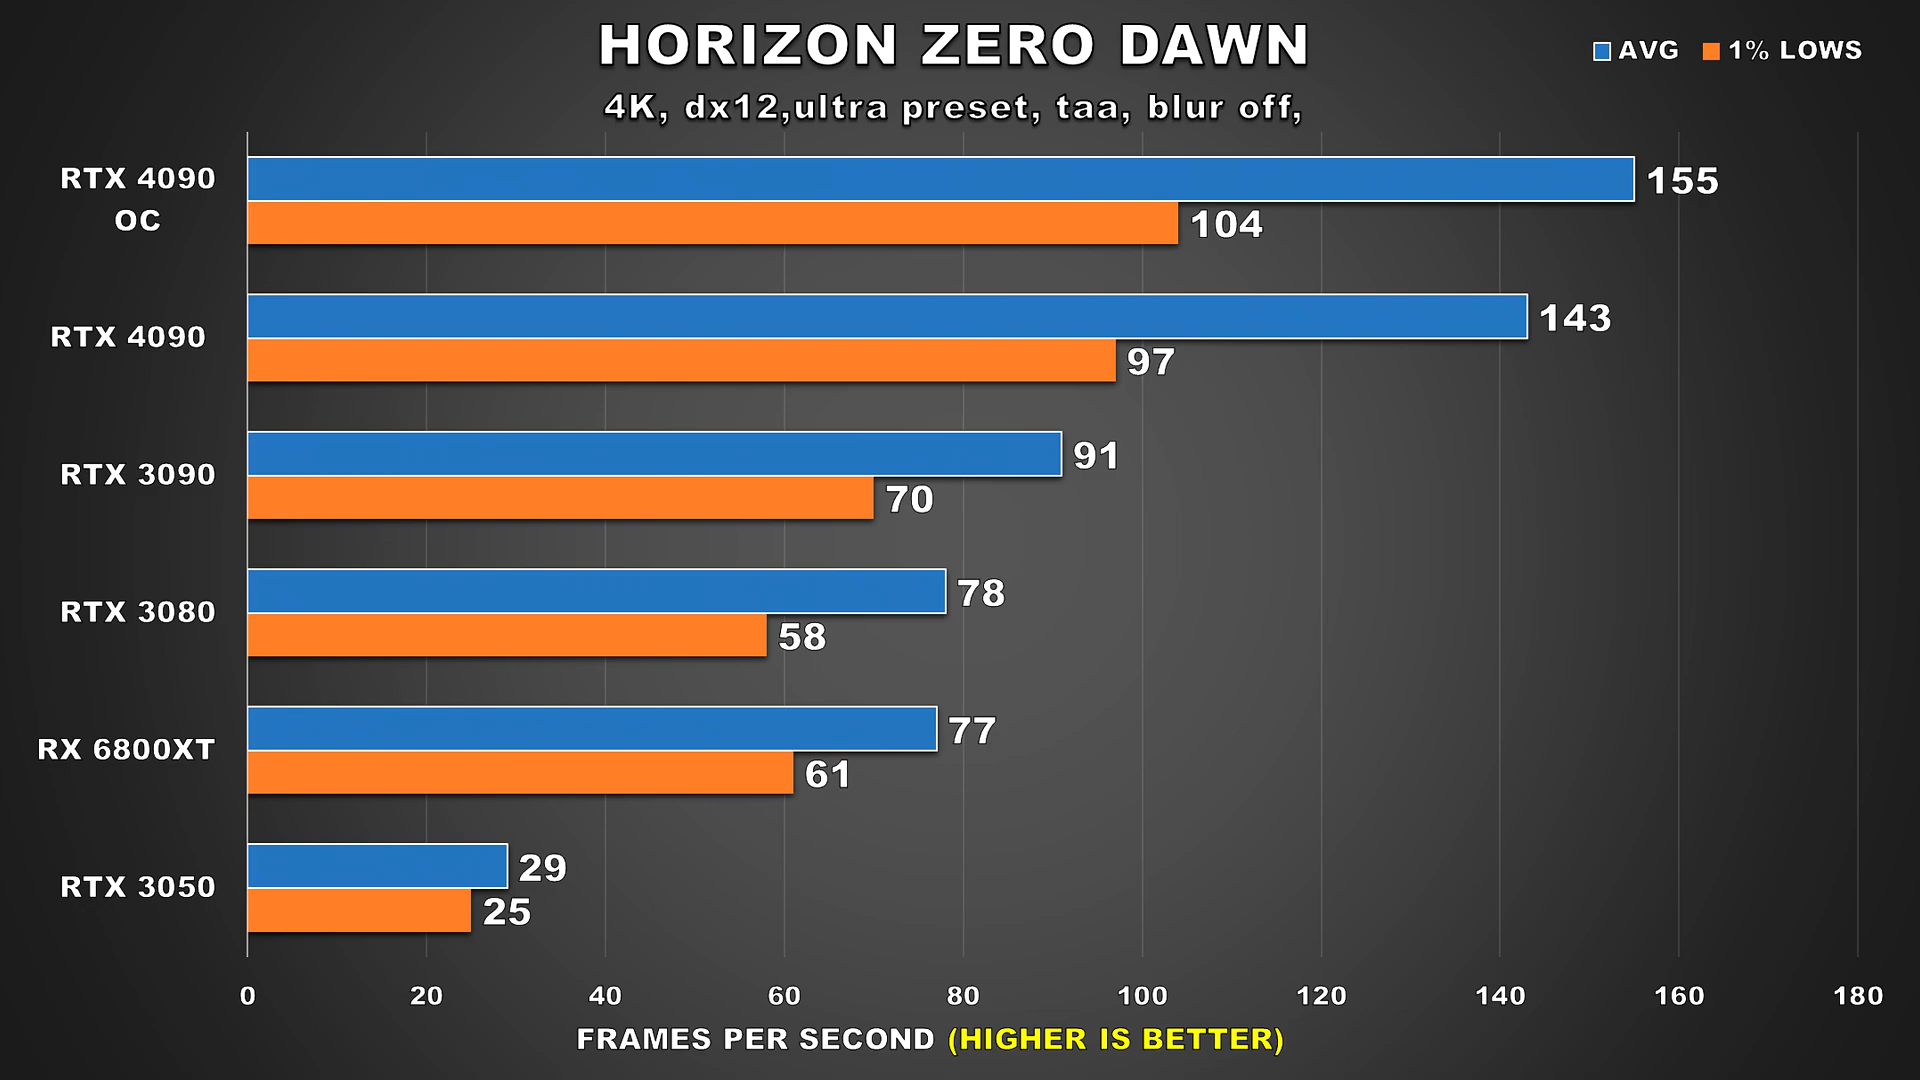 HORIZON ZERO DAWN
4K, dx12,ultra preset, taa, blur off,
AVG 1% LOWS
RTX 4090
OC
155
104
RTX 4090
143
97
RTX 3090
91
70
RTX 3080
78
58
RX 6800XT
77
61
RTX 3050
29
25
0 20 40 60 80 100 120 140 160 180
FRAMES PER SECOND (HIGHER IS BETTER)